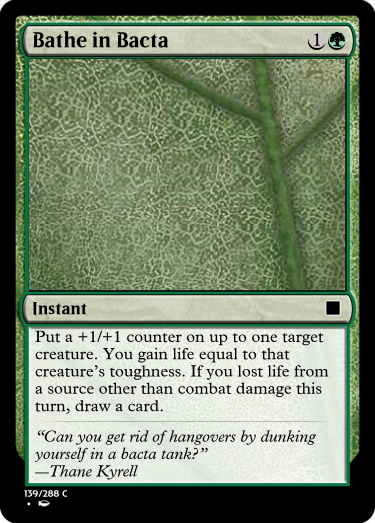 Bathe in Bacta 1
Instant
Put a +1/+1 counter on up to one target
creature. You gain life equal to that
creature's toughness. If you lost life from
a source other than combat damage this
turn, draw a card.
“Can you get rid of hangovers by dunking
yourself in a bacta tank?”
—Thane Kyrell
139/288 C